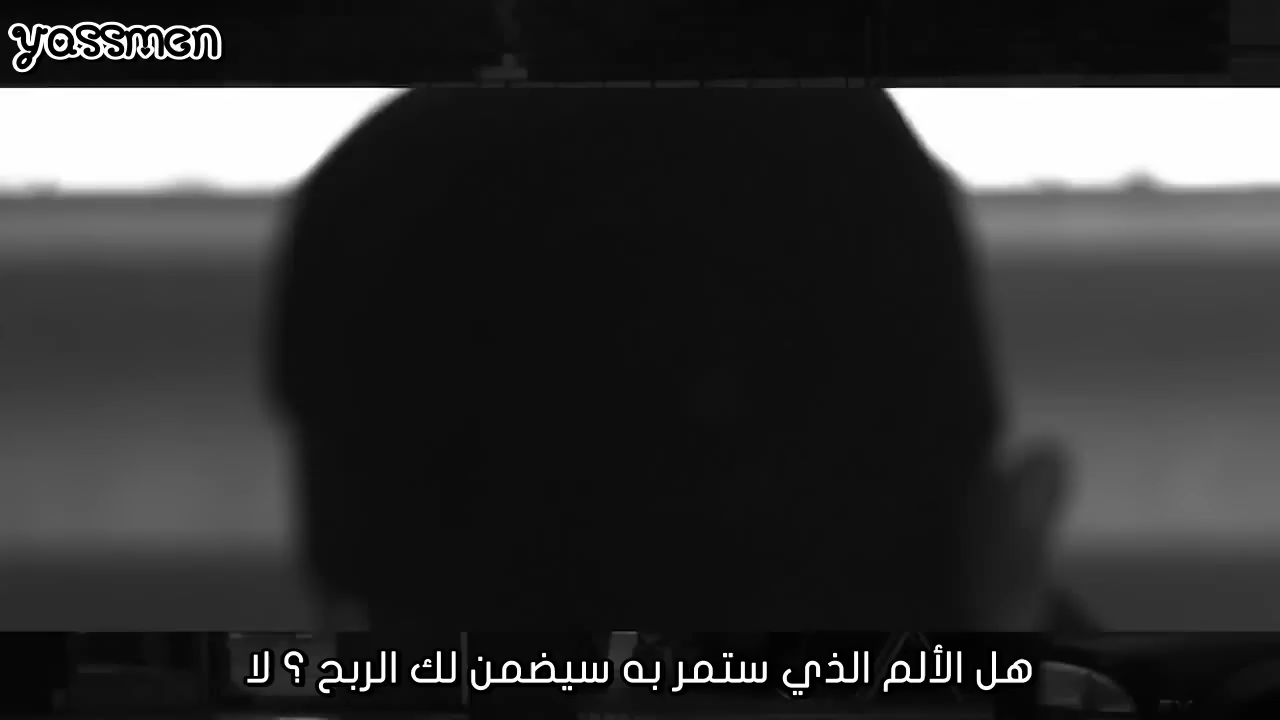 yassmen
هل الألم الذي ستمر به سيضمن لك الربح ؟ لا